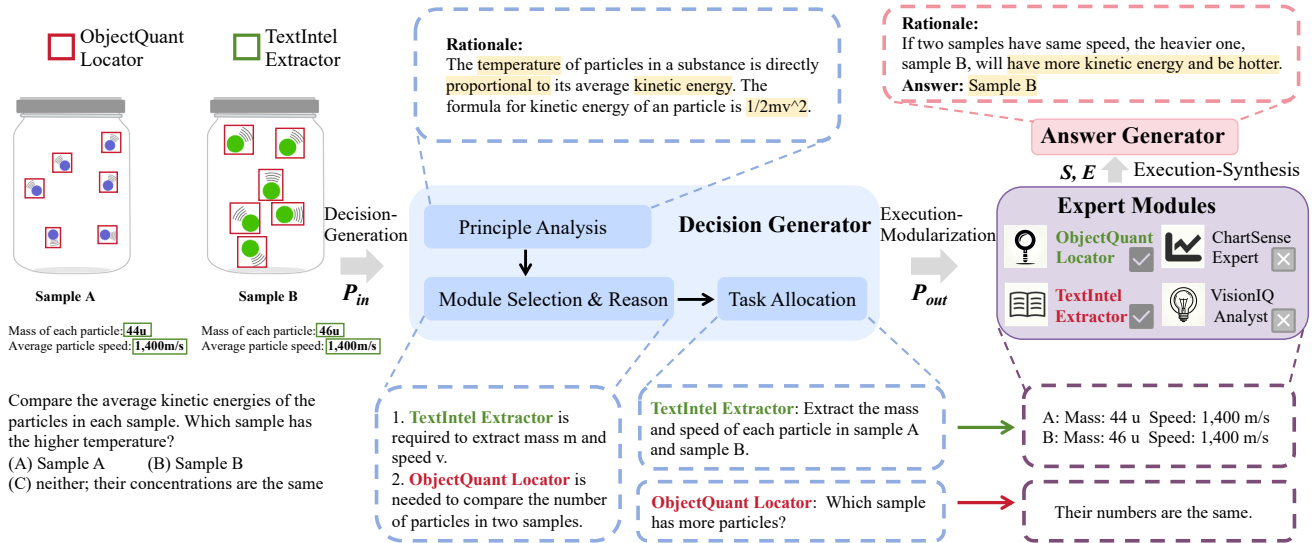 ObjectQuant
Locator
TextIntel
Extractor
Sample A
Sample B
Mass of each particle: 44u
Average particle speed: 1,400m/s
Mass of each particle: 46u
Average particle speed: 1,400m/s
Compare the average kinetic energies of the
particles in each sample. Which sample has
the higher temperature?
(A) Sample A (B) Sample B
(C) neither; their concentrations are the same
Decision-
Generation
P_in
Rationale:
The temperature of particles in a substance is directly
proportional to its average kinetic energy. The
formula for kinetic energy of an particle is 1/2mv^2.
Decision Generator
Principle Analysis
Module Selection & Reason
Task Allocation
1. TextIntel Extractor is
required to extract mass m and
speed v.
2. ObjectQuant Locator is
needed to compare the number
of particles in two samples.
TextIntel Extractor: Extract the mass
and speed of each particle in sample A
and sample B.
ObjectQuant Locator: Which sample
has more particles?
Execution-
Modularization
P_out
Rationale:
If two samples have same speed, the heavier one,
sample B, will have more kinetic energy and be hotter.
Answer: Sample B
Answer Generator
S, E Execution-Synthesis
Expert Modules
ObjectQuant
Locator
ChartSense
Expert
TextIntel
Extractor
VisionIQ
Analyst
A: Mass: 44 u Speed: 1,400 m/s
B: Mass: 46 u Speed: 1,400 m/s
Their numbers are the same.